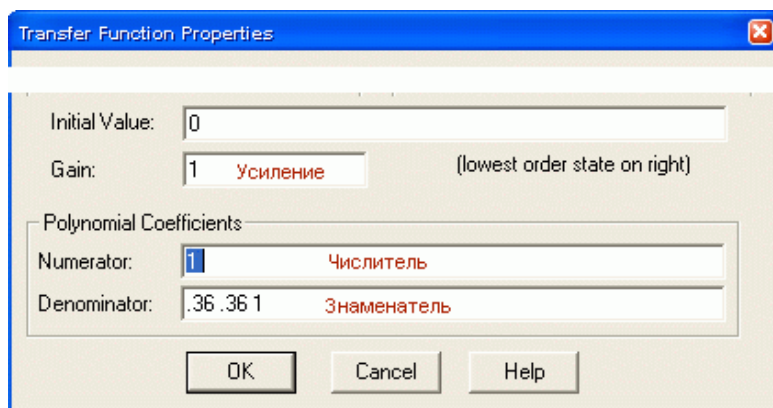 Transfer Function Properties
Initial Value: 0
Gain: 1 Усиление (lowest order state on right)
Polynomial Coefficients
Numerator: 1 Числитель
Denominator: .36 .36 1 Знаменатель
OK Cancel Help